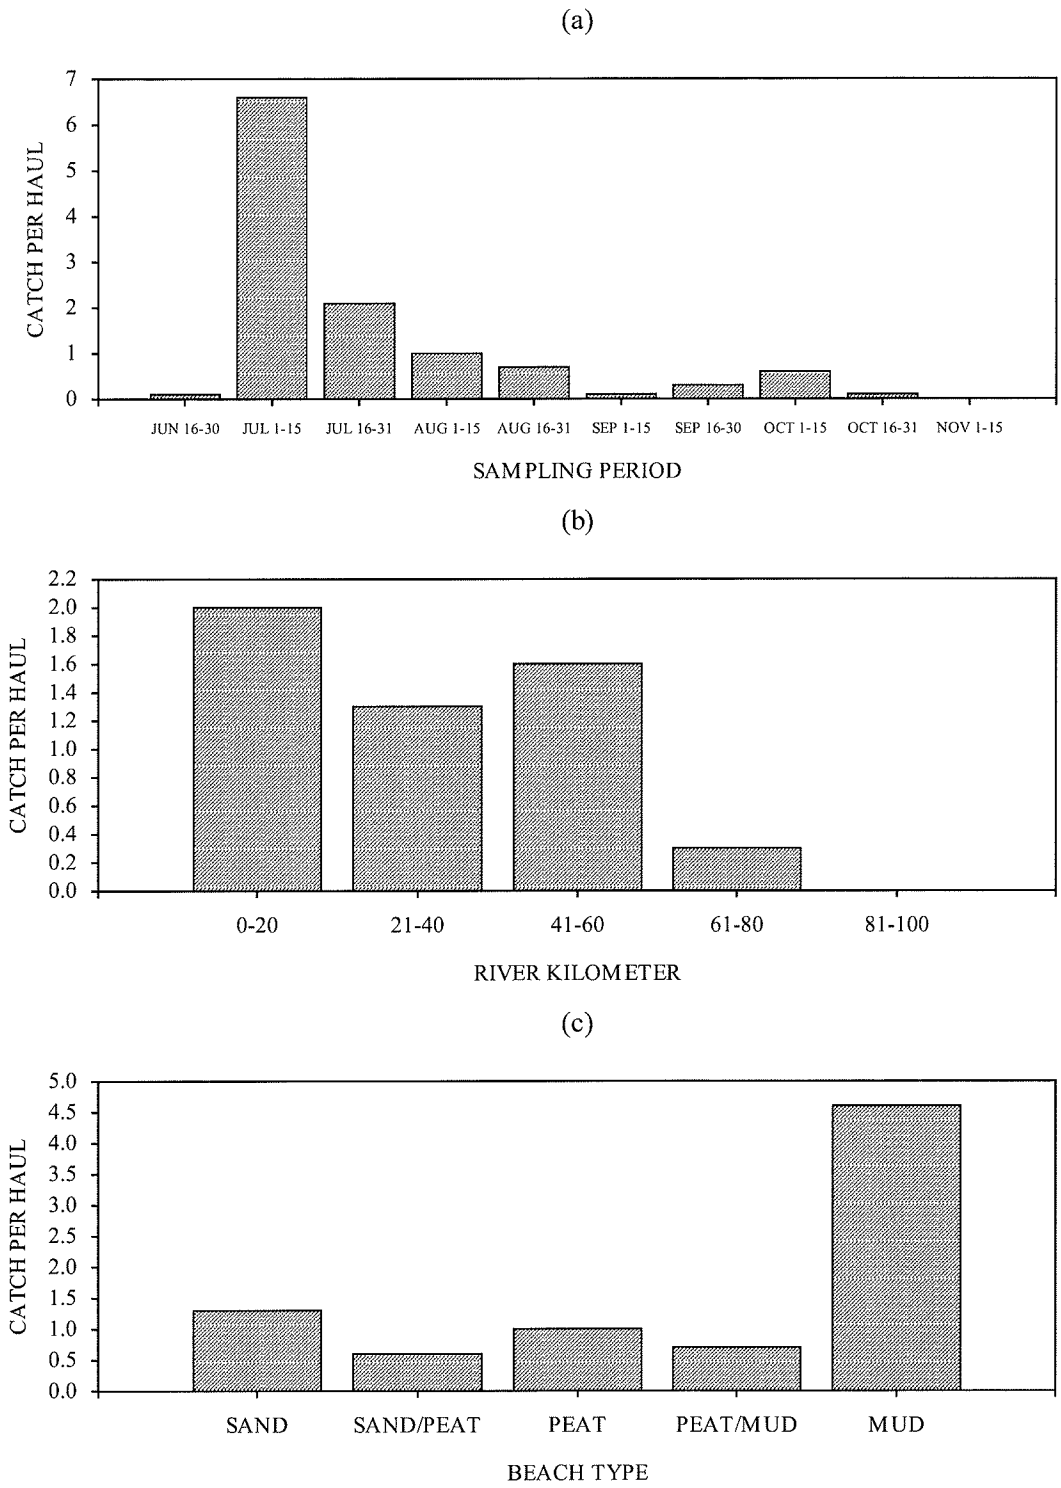 (a)
7
6
5
4
3
2
1
0
CATCH PER HAUL
JUN 16-30 JUL 1-15 JUL 16-31 AUG 1-15 AUG 16-31 SEP 1-15 SEP 16-30 OCT 1-15 OCT 16-31 NOV 1-15
SAMPLING PERIOD
(b)
2.2
2.0
1.8
1.6
1.4
1.2
1.0
0.8
0.6
0.4
0.2
0.0
CATCH PER HAUL
0-20 21-40 41-60 61-80 81-100
RIVER KILOMETER
(c)
5.0
4.5
4.0
3.5
3.0
2.5
2.0
1.5
1.0
0.5
0.0
CATCH PER HAUL
SAND SAND/PEAT PEAT PEAT/MUD MUD
BEACH TYPE